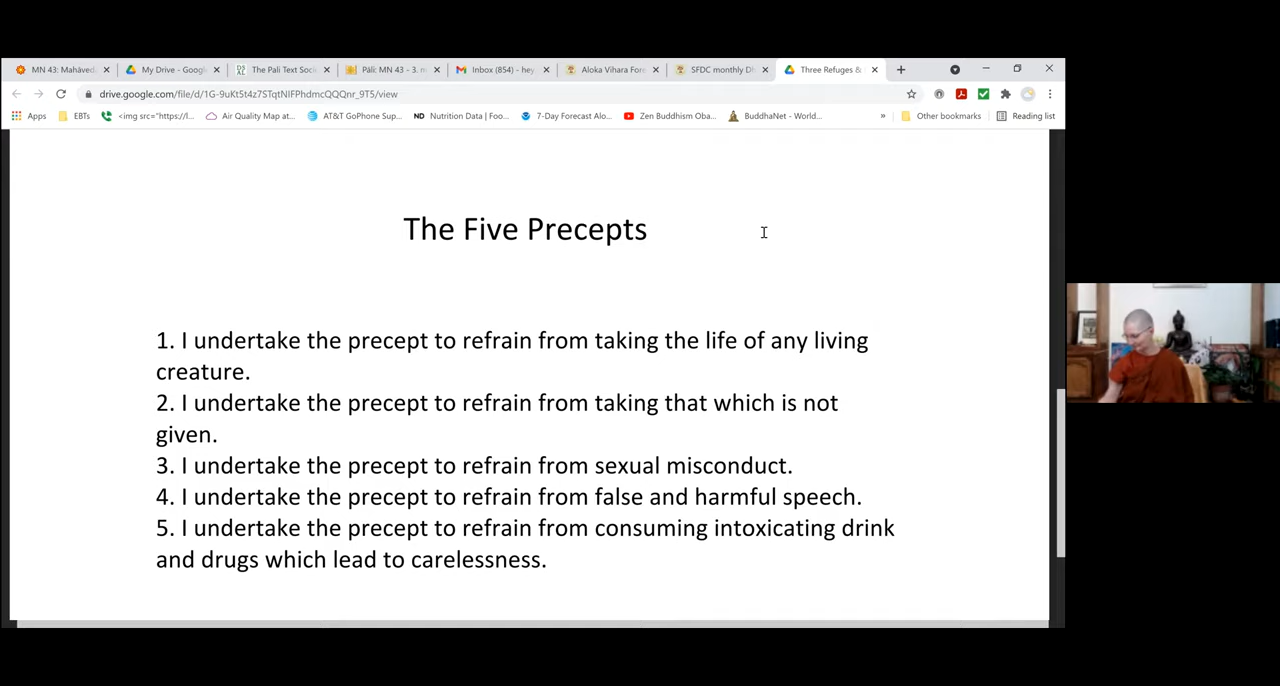 MN 43: Mahāved
My Drive - Googl
The Pali Text Soci
Pāli: MN 43 - 3. m
Inbox (854) - hey
Aloka Vihara Fore
SFDC monthly Dh
Three Refuges &
drive.google.com/file/d/1G-9uKt5t4z7STqtNIFPhdmcQQQnr_9T5/view
Apps
EBTs
<img src="https://l...
Air Quality Map at...
AT&T GoPhone Sup...
ND Nutrition Data | Foo...
7-Day Forecast Alo...
Zen Buddhism Oba...
BuddhaNet - World...
»
Other bookmarks
Reading list
The Five Precepts
1. I undertake the precept to refrain from taking the life of any living
creature.
2. I undertake the precept to refrain from taking that which is not
given.
3. I undertake the precept to refrain from sexual misconduct.
4. I undertake the precept to refrain from false and harmful speech.
5. I undertake the precept to refrain from consuming intoxicating drink
and drugs which lead to carelessness.